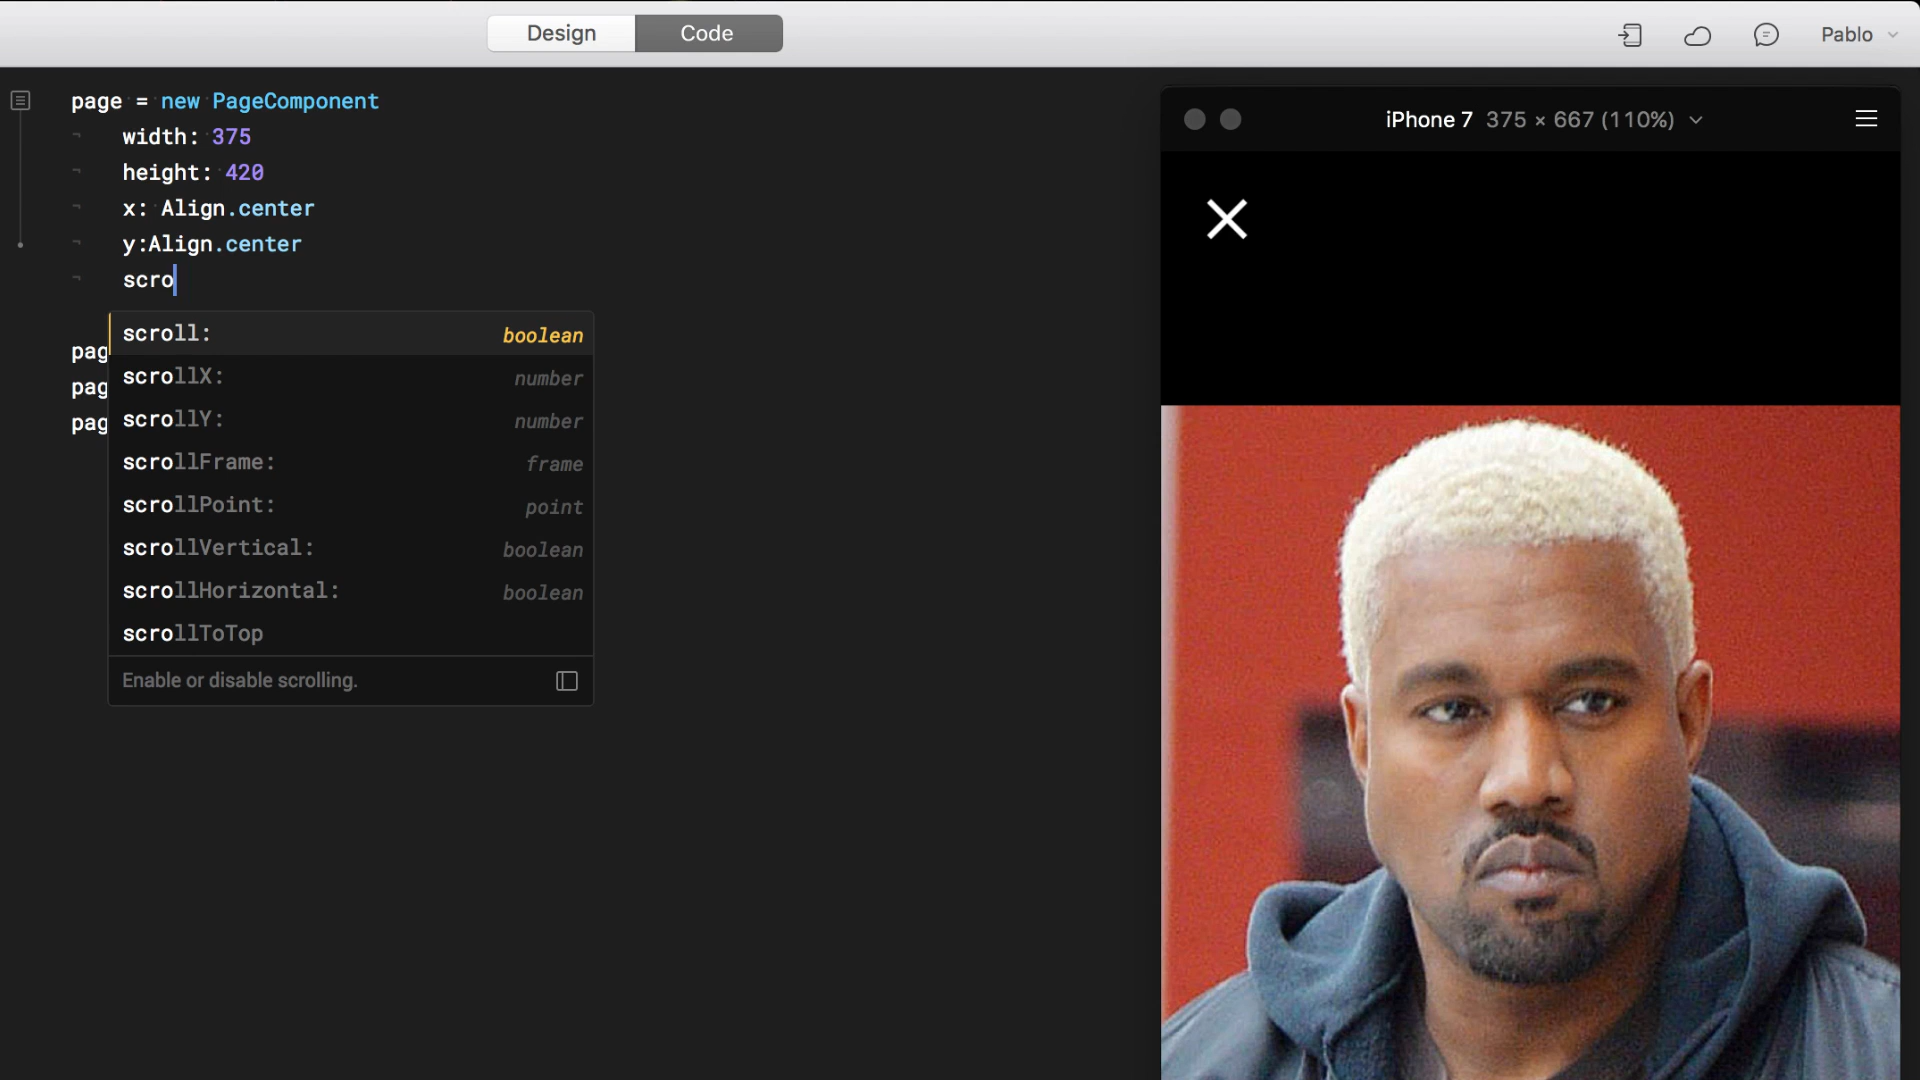 Design
Code
Pablo
page = new PageComponent
width: 375
height: 420
x: Align.center
y:Align.center
scro
scroll: boolean
scrollX: number
scrollY: number
scrollFrame: frame
scrollPoint: point
scrollVertical: boolean
scrollHorizontal: boolean
scrollToTop
Enable or disable scrolling.
pag
pag
pag
iPhone 7 375 × 667 (110%)